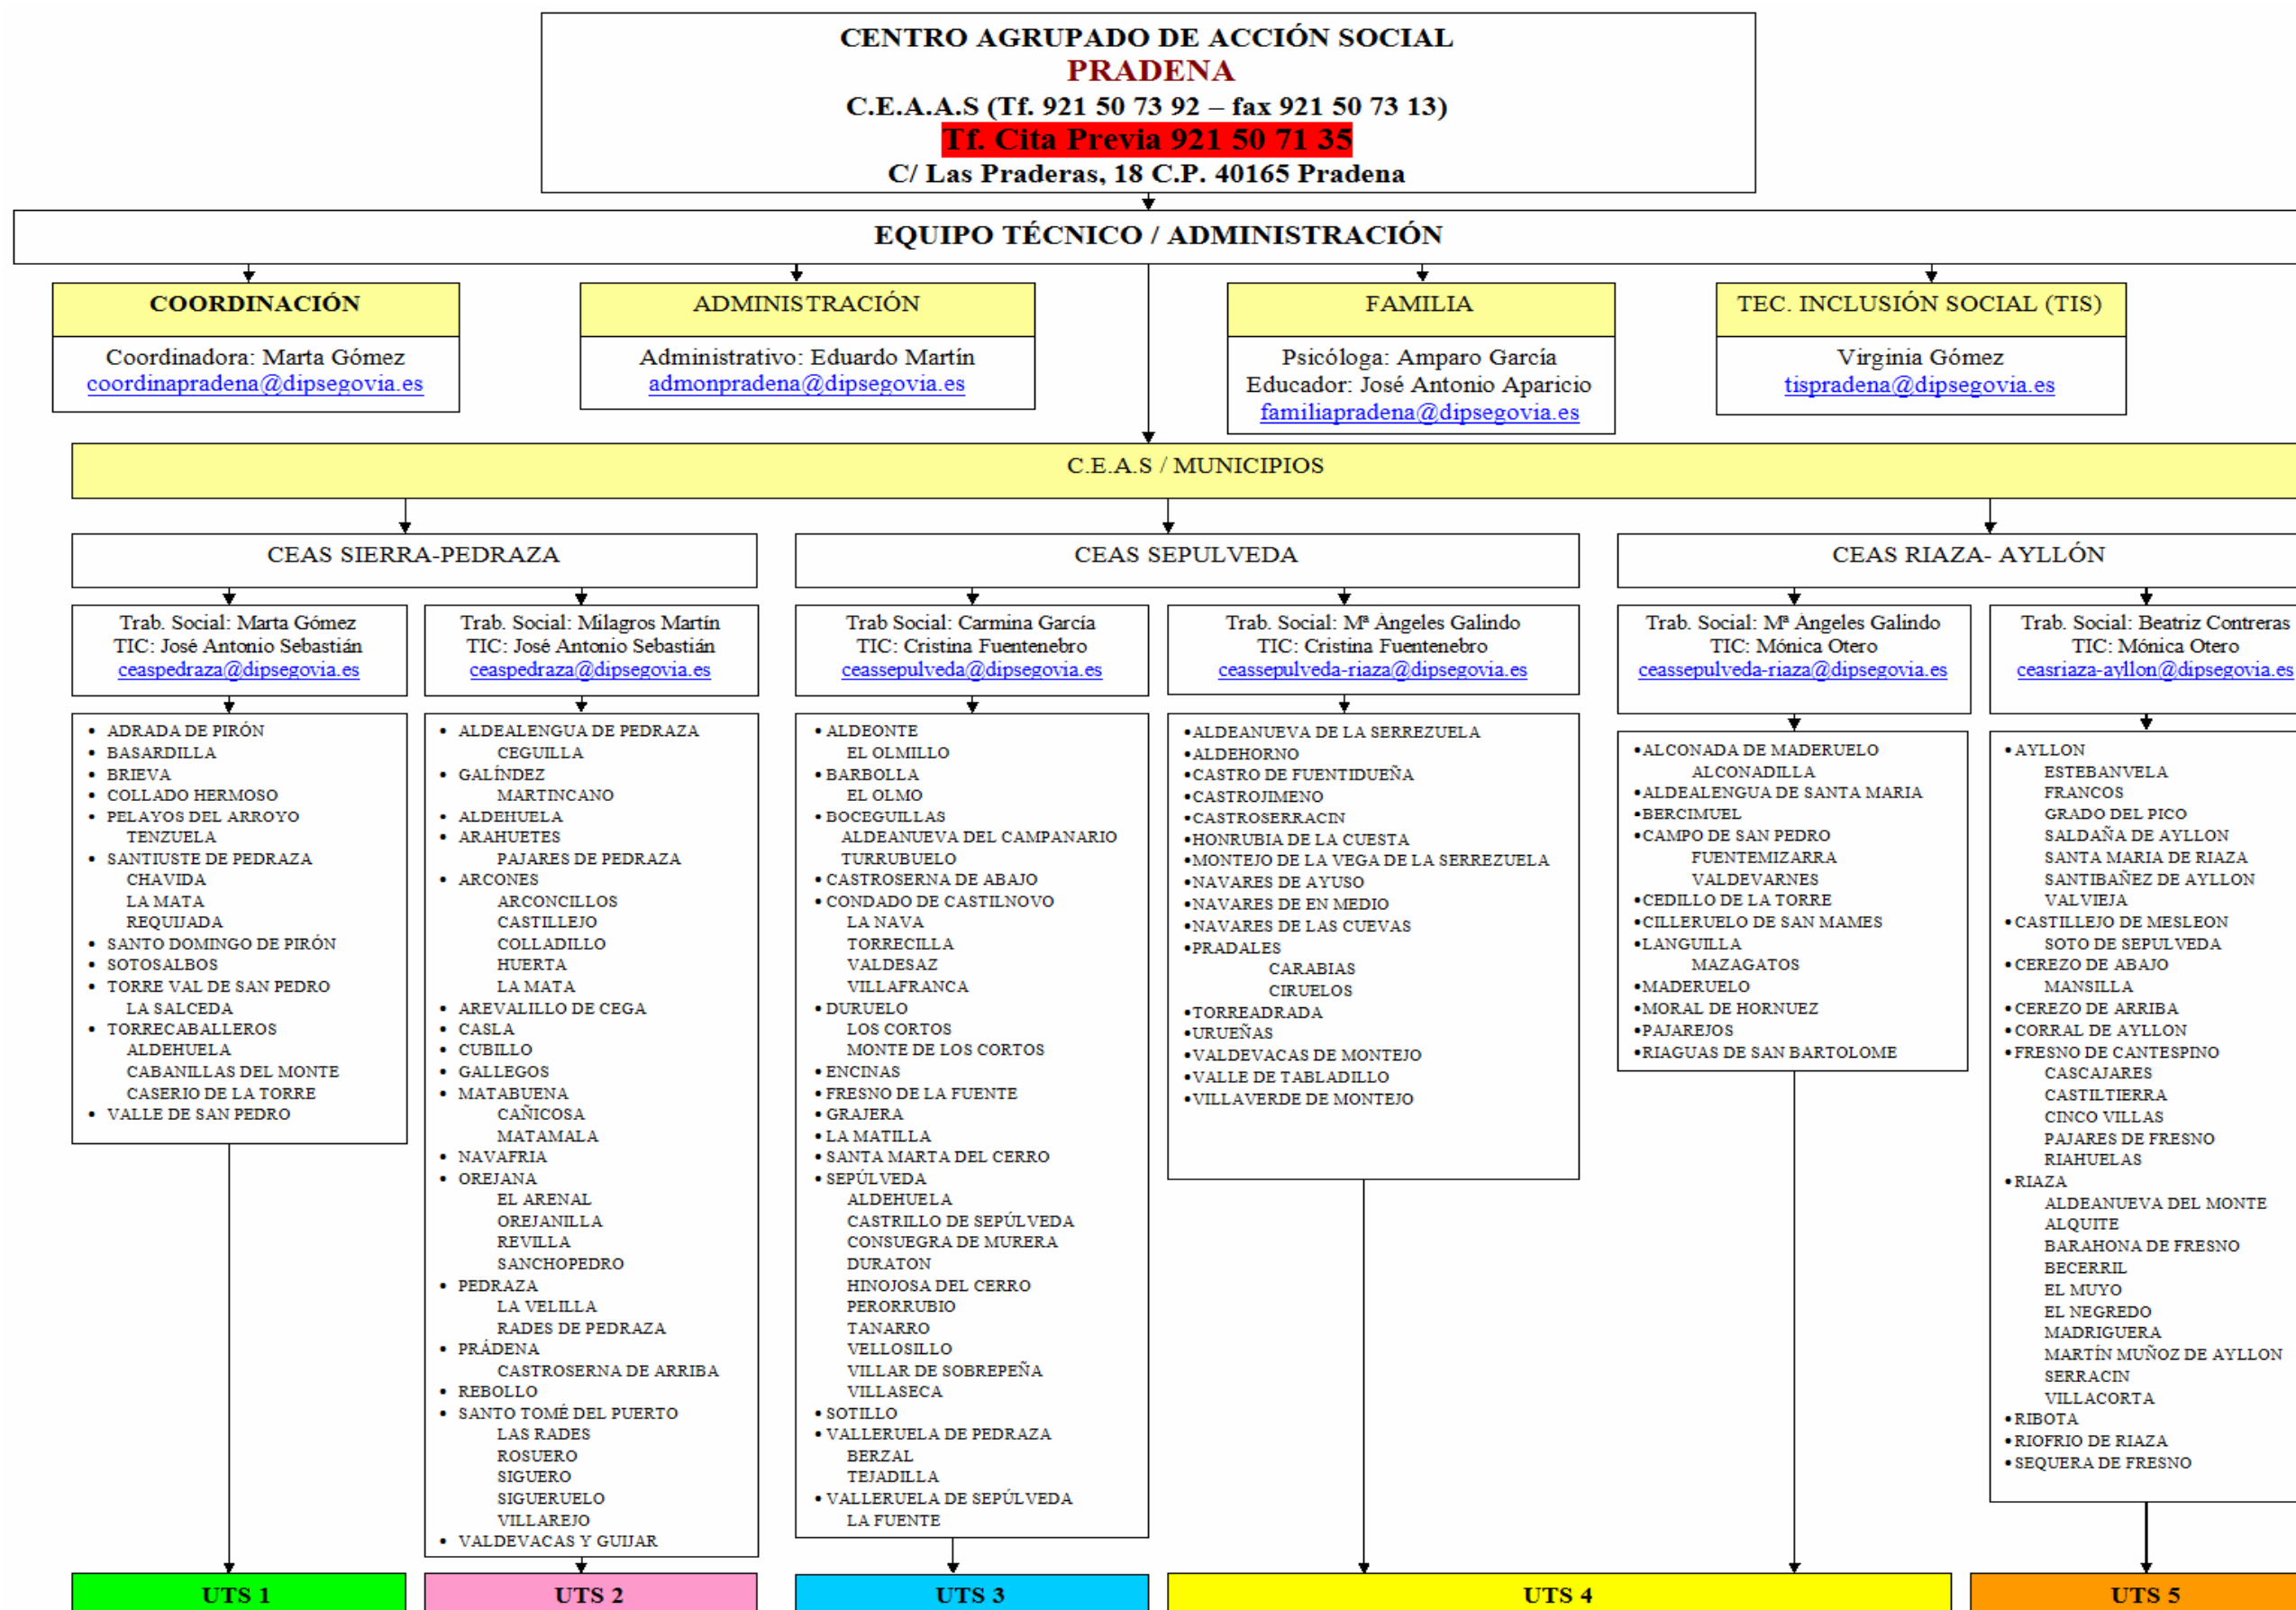 CENTRO AGRUPADO DE ACCIÓN SOCIAL
PRADENA
C.E.A.A.S (Tf. 921 50 73 92 – fax 921 50 73 13)
Tf. Cita Previa 921 50 71 35
C/ Las Praderas, 18 C.P. 40165 Pradena
EQUIPO TÉCNICO / ADMINISTRACIÓN
COORDINACIÓN
Coordinadora: Marta Gómez
coordinapradena@dipsegovia.es
ADMINISTRACIÓN
Administrativo: Eduardo Martín
admonpradena@dipsegovia.es
FAMILIA
Psicóloga: Amparo García
Educador: José Antonio Aparicio
familiapradena@dipsegovia.es
TEC. INCLUSIÓN SOCIAL (TIS)
Virginia Gómez
tispradena@dipsegovia.es
C.E.A.S / MUNICIPIOS
CEAS SIERRA-PEDRAZA
Trab. Social: Marta Gómez
TIC: José Antonio Sebastián
ceaspedraza@dipsegovia.es
• ADRADA DE PIRÓN
• BASARDILLA
• BRIEVA
• COLLADO HERMOSO
• PELAYOS DEL ARROYO
TENZUELA
• SANTIUSTE DE PEDRAZA
CHAVIDA
LA MATA
REQUIJADA
• SANTO DOMINGO DE PIRÓN
• SOTOSALBOS
• TORRE VAL DE SAN PEDRO
LA SALCEDA
• TORRECABALLEROS
ALDEHUELA
CABANILLAS DEL MONTE
CASERIO DE LA TORRE
• VALLE DE SAN PEDRO
UTS 1
Trab. Social: Milagros Martín
TIC: José Antonio Sebastián
ceaspedraza@dipsegovia.es
• ALDEALENGUA DE PEDRAZA
CEGUILLA
• GALÍNDEZ
MARTINCANO
• ALDEHUELA
• ARAHUETES
PAJARES DE PEDRAZA
• ARCONES
ARCONCILLOS
CASTILLEJO
COLLADILLO
HUERTA
LA MATA
• AREVALILLO DE CEGA
• CASLA
• CUBILLO
• GALLEGOS
• MATABUENA
CAÑICOSA
MATAMALA
• NAVAFRIA
• OREJANA
EL ARENAL
OREJANILLA
REVILLA
SANCHOPEDRO
• PEDRAZA
LA VELILLA
RADES DE PEDRAZA
• PRÁDENA
CASTROSERNA DE ARRIBA
• REBOLLO
• SANTO TOMÉ DEL PUERTO
LAS RADES
ROSUERO
SIGUERO
SIGUERUELO
VILLAREJO
• VALDEVACAS Y GUIJAR
UTS 2
CEAS SEPULVEDA
Trab Social: Carmina García
TIC: Cristina Fuentenebro
ceassepulveda@dipsegovia.es
• ALDEONTE
EL OLMILLO
• BARBOLLA
EL OLMO
• BOCEGUILLAS
ALDEANUEVA DEL CAMPANARIO
TURRUBUELO
• CASTROSERNA DE ABAJO
• CONDADO DE CASTILNOVO
LA NAVA
TORRECILLA
VALDESAZ
VILLAFRANCA
• DURUELO
LOS CORTOS
MONTE DE LOS CORTOS
• ENCINAS
• FRESNO DE LA FUENTE
• GRAJERA
• LA MATILLA
• SANTA MARTA DEL CERRO
• SEPÚLVEDA
ALDEHUELA
CASTRILLO DE SEPÚLVEDA
CONSUEGRA DE MURERA
DURATON
HINOJOSA DEL CERRO
PERORRUBIO
TANARRO
VELLOSILLO
VILLAR DE SOBREPEÑA
VILLASECA
• SOTILLO
• VALLERUELA DE PEDRAZA
BERZAL
TEJADILLA
• VALLERUELA DE SEPÚLVEDA
LA FUENTE
UTS 3
Trab. Social: Mª Àngeles Galindo
TIC: Cristina Fuentenebro
ceassepulveda-riaza@dipsegovia.es
•ALDEANUEVA DE LA SERREZUELA
•ALDEHORNO
•CASTRO DE FUENTIDUEÑA
•CASTROJIMENO
•CASTROSERRACIN
•HONRUBIA DE LA CUESTA
•MONTEJO DE LA VEGA DE LA SERREZUELA
•NAVARES DE AYUSO
•NAVARES DE EN MEDIO
•NAVARES DE LAS CUEVAS
•PRADALES
CARABIAS
CIRUELOS
•TORREADRADA
•URUEÑAS
•VALDEVACAS DE MONTEJO
•VALLE DE TABLADILLO
•VILLAVERDE DE MONTEJO
CEAS RIAZA- AYLLÓN
Trab. Social: Mª Àngeles Galindo
TIC: Mónica Otero
ceassepulveda-riaza@dipsegovia.es
•ALCONADA DE MADERUELO
ALCONADILLA
•ALDEALENGUA DE SANTA MARIA
•BERCIMUEL
•CAMPO DE SAN PEDRO
FUENTEMIZARRA
VALDEVARNES
•CEDILLO DE LA TORRE
•CILLERUELO DE SAN MAMES
•LANGUILLA
MAZAGATOS
•MADERUELO
•MORAL DE HORNUEZ
•PAJAREJOS
•RIAGUAS DE SAN BARTOLOME
UTS 4
Trab. Social: Beatriz Contreras
TIC: Mónica Otero
ceasriaza-ayllon@dipsegovia.es
•AYLLON
ESTEBANVELA
FRANCOS
GRADO DEL PICO
SALDAÑA DE AYLLON
SANTA MARIA DE RIAZA
SANTIBAÑEZ DE AYLLON
VALVIEJA
•CASTILLEJO DE MESLEON
SOTO DE SEPULVEDA
•CEREZO DE ABAJO
MANSILLA
•CEREZO DE ARRIBA
•CORRAL DE AYLLON
•FRESNO DE CANTESPINO
CASCAJARES
CASTILTIERRA
CINCO VILLAS
PAJARES DE FRESNO
RIAHUELAS
•RIAZA
ALDEANUEVA DEL MONTE
ALQUITE
BARAHONA DE FRESNO
BECERRIL
EL MUYO
EL NEGREDO
MADRIGUERA
MARTÍN MUÑOZ DE AYLLON
SERRACIN
VILLACORTA
•RIBOTA
•RIOFRIO DE RIAZA
•SEQUERA DE FRESNO
UTS 5